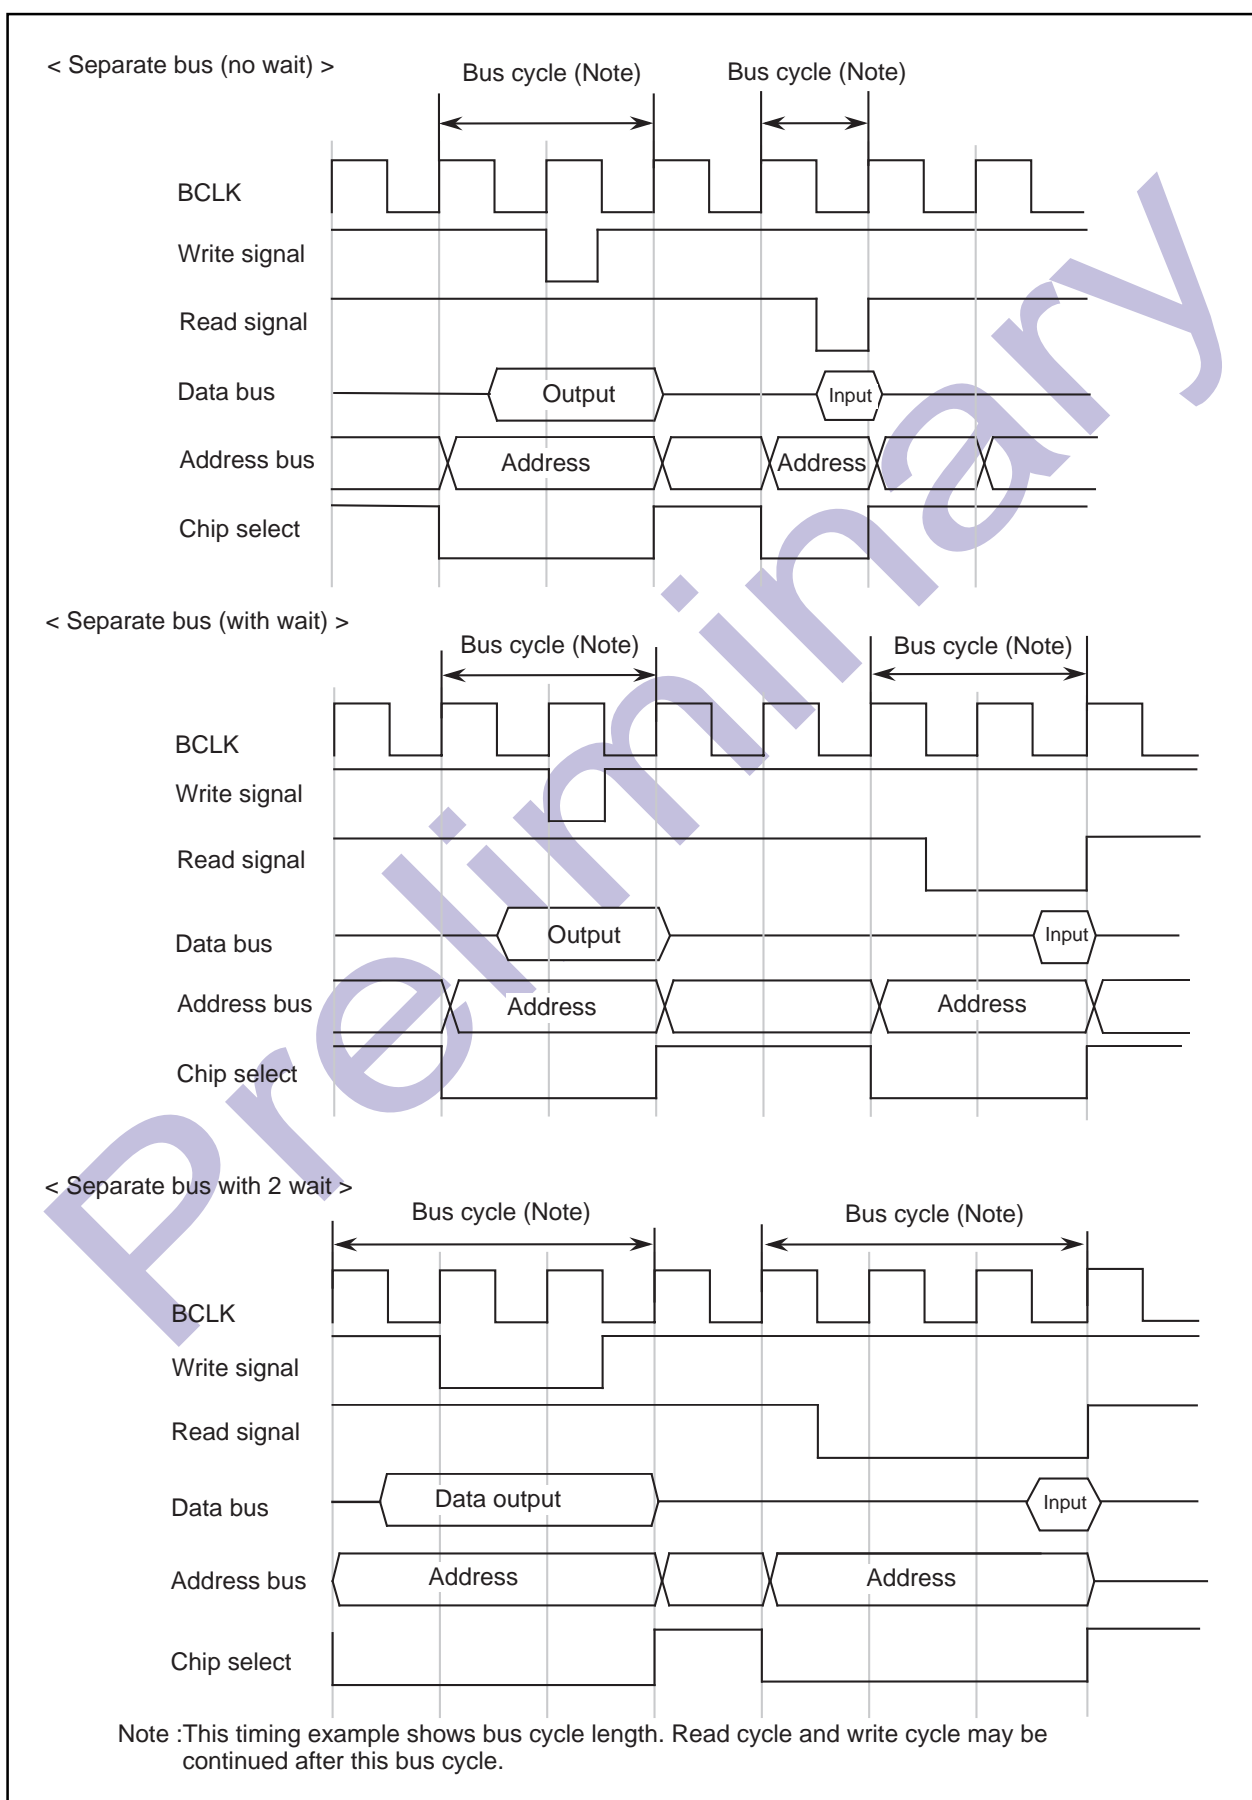 < Separate bus (no wait) >
Bus cycle (Note)
Bus cycle (Note)
BCLK
Write signal
Read signal
Data bus
Output
Input
Address bus
Address
Address
Chip select
< Separate bus (with wait) >
Bus cycle (Note)
Bus cycle (Note)
BCLK
Write signal
Read signal
Data bus
Output
Input
Address bus
Address
Address
Chip select
< Separate bus with 2 wait >
Bus cycle (Note)
Bus cycle (Note)
BCLK
Write signal
Read signal
Data bus
Data output
Input
Address bus
Address
Address
Chip select
Note :This timing example shows bus cycle length. Read cycle and write cycle may be
continued after this bus cycle.
Preliminary